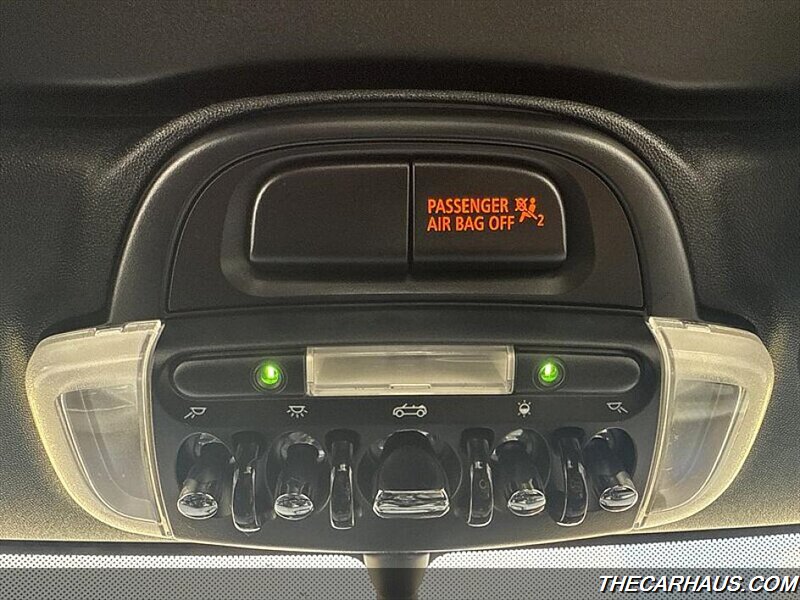 PASSENGER
AIR BAG OFF 2
THECARHAUS.COM